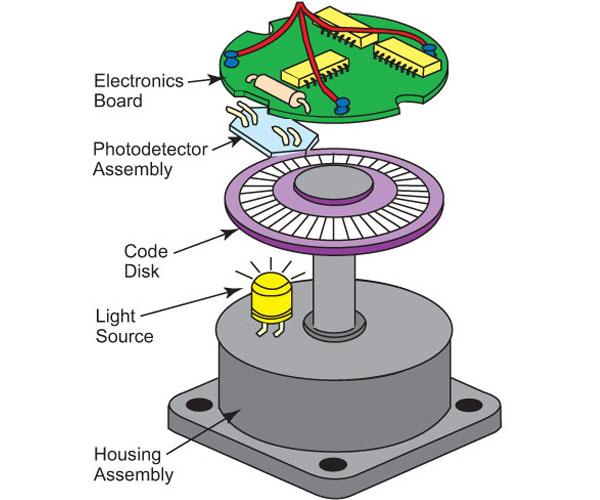 Electronics
Board
Photodetector
Assembly
Code
Disk
Light
Source
Housing
Assembly